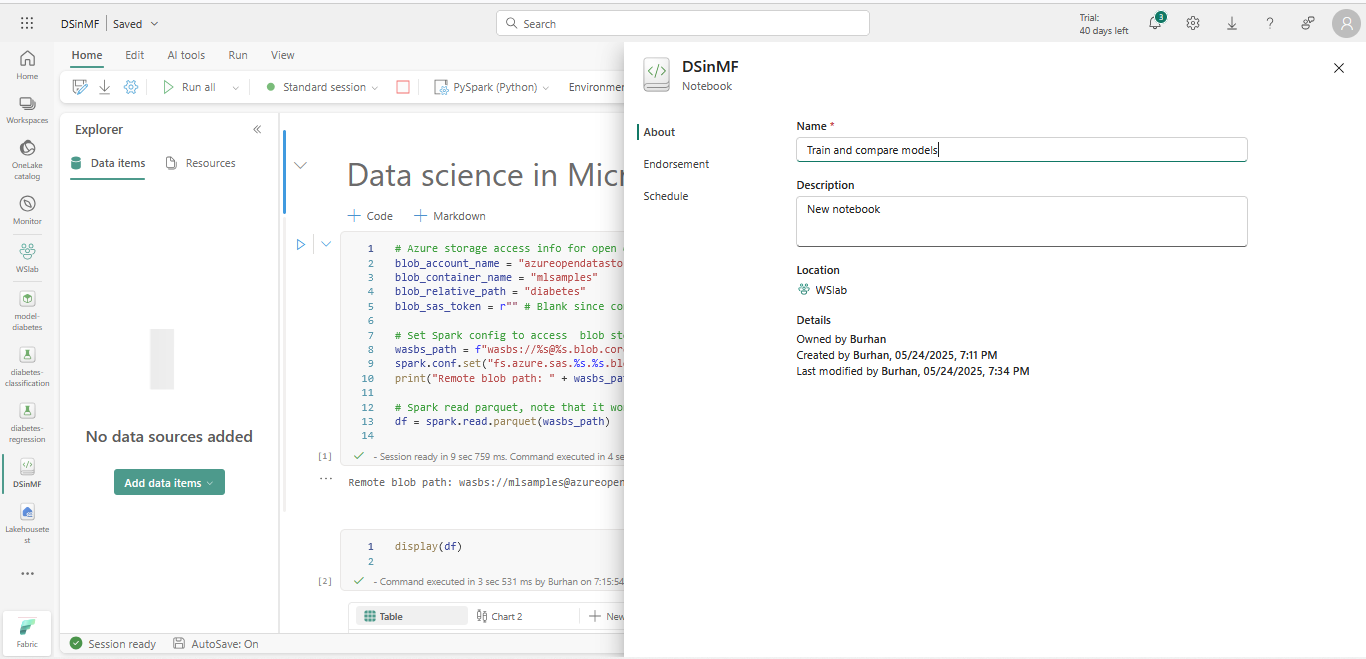 DSinMF Saved
Search
Trial:
40 days left
3
Home
Workspaces
OneLake
catalog
Monitor
WSlab
model-
diabetes
diabetes-
classification
diabetes-
regression
DSinMF
Lakehousete
st
Fabric
Home Edit AI tools Run View
Run all Standard session PySpark (Python) Environmen
Explorer
Data items Resources
No data sources added
Add data items
Data science in Micr
+ Code + Markdown
1 # Azure storage access info for open
2 blob_account_name = "azureopendatasto
3 blob_container_name = "mlsamples"
4 blob_relative_path = "diabetes"
5 blob_sas_token = r"" # Blank since co
6
7 # Set Spark config to access  blob sto
8 wasbs_path = f"wasbs://%s@%s.blob.cor
9 spark.conf.set("fs.azure.sas.%s.%s.bl
10 print("Remote blob path: " + wasbs_pa
11
12 # Spark read parquet, note that it wo
13 df = spark.read.parquet(wasbs_path)
14
[1] - Session ready in 9 sec 759 ms. Command executed in 4 se
Remote blob path: wasbs://mlsamples@azureopen
1 display(df)
2
[2] - Command executed in 3 sec 531 ms by Burhan on 7:15:54
Table Chart 2 + New
Session ready AutoSave: On
DSinMF
Notebook
About
Endorsement
Schedule
Name *
Train and compare models
Description
New notebook
Location
WSlab
Details
Owned by Burhan
Created by Burhan, 05/24/2025, 7:11 PM
Last modified by Burhan, 05/24/2025, 7:34 PM